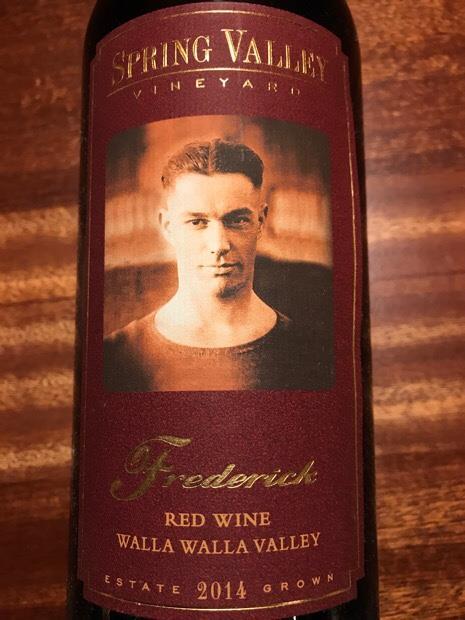 SPRING VALLEY
VINEYARD
Frederick
RED WINE
WALLA WALLA VALLEY
ESTATE 2014 GROWN